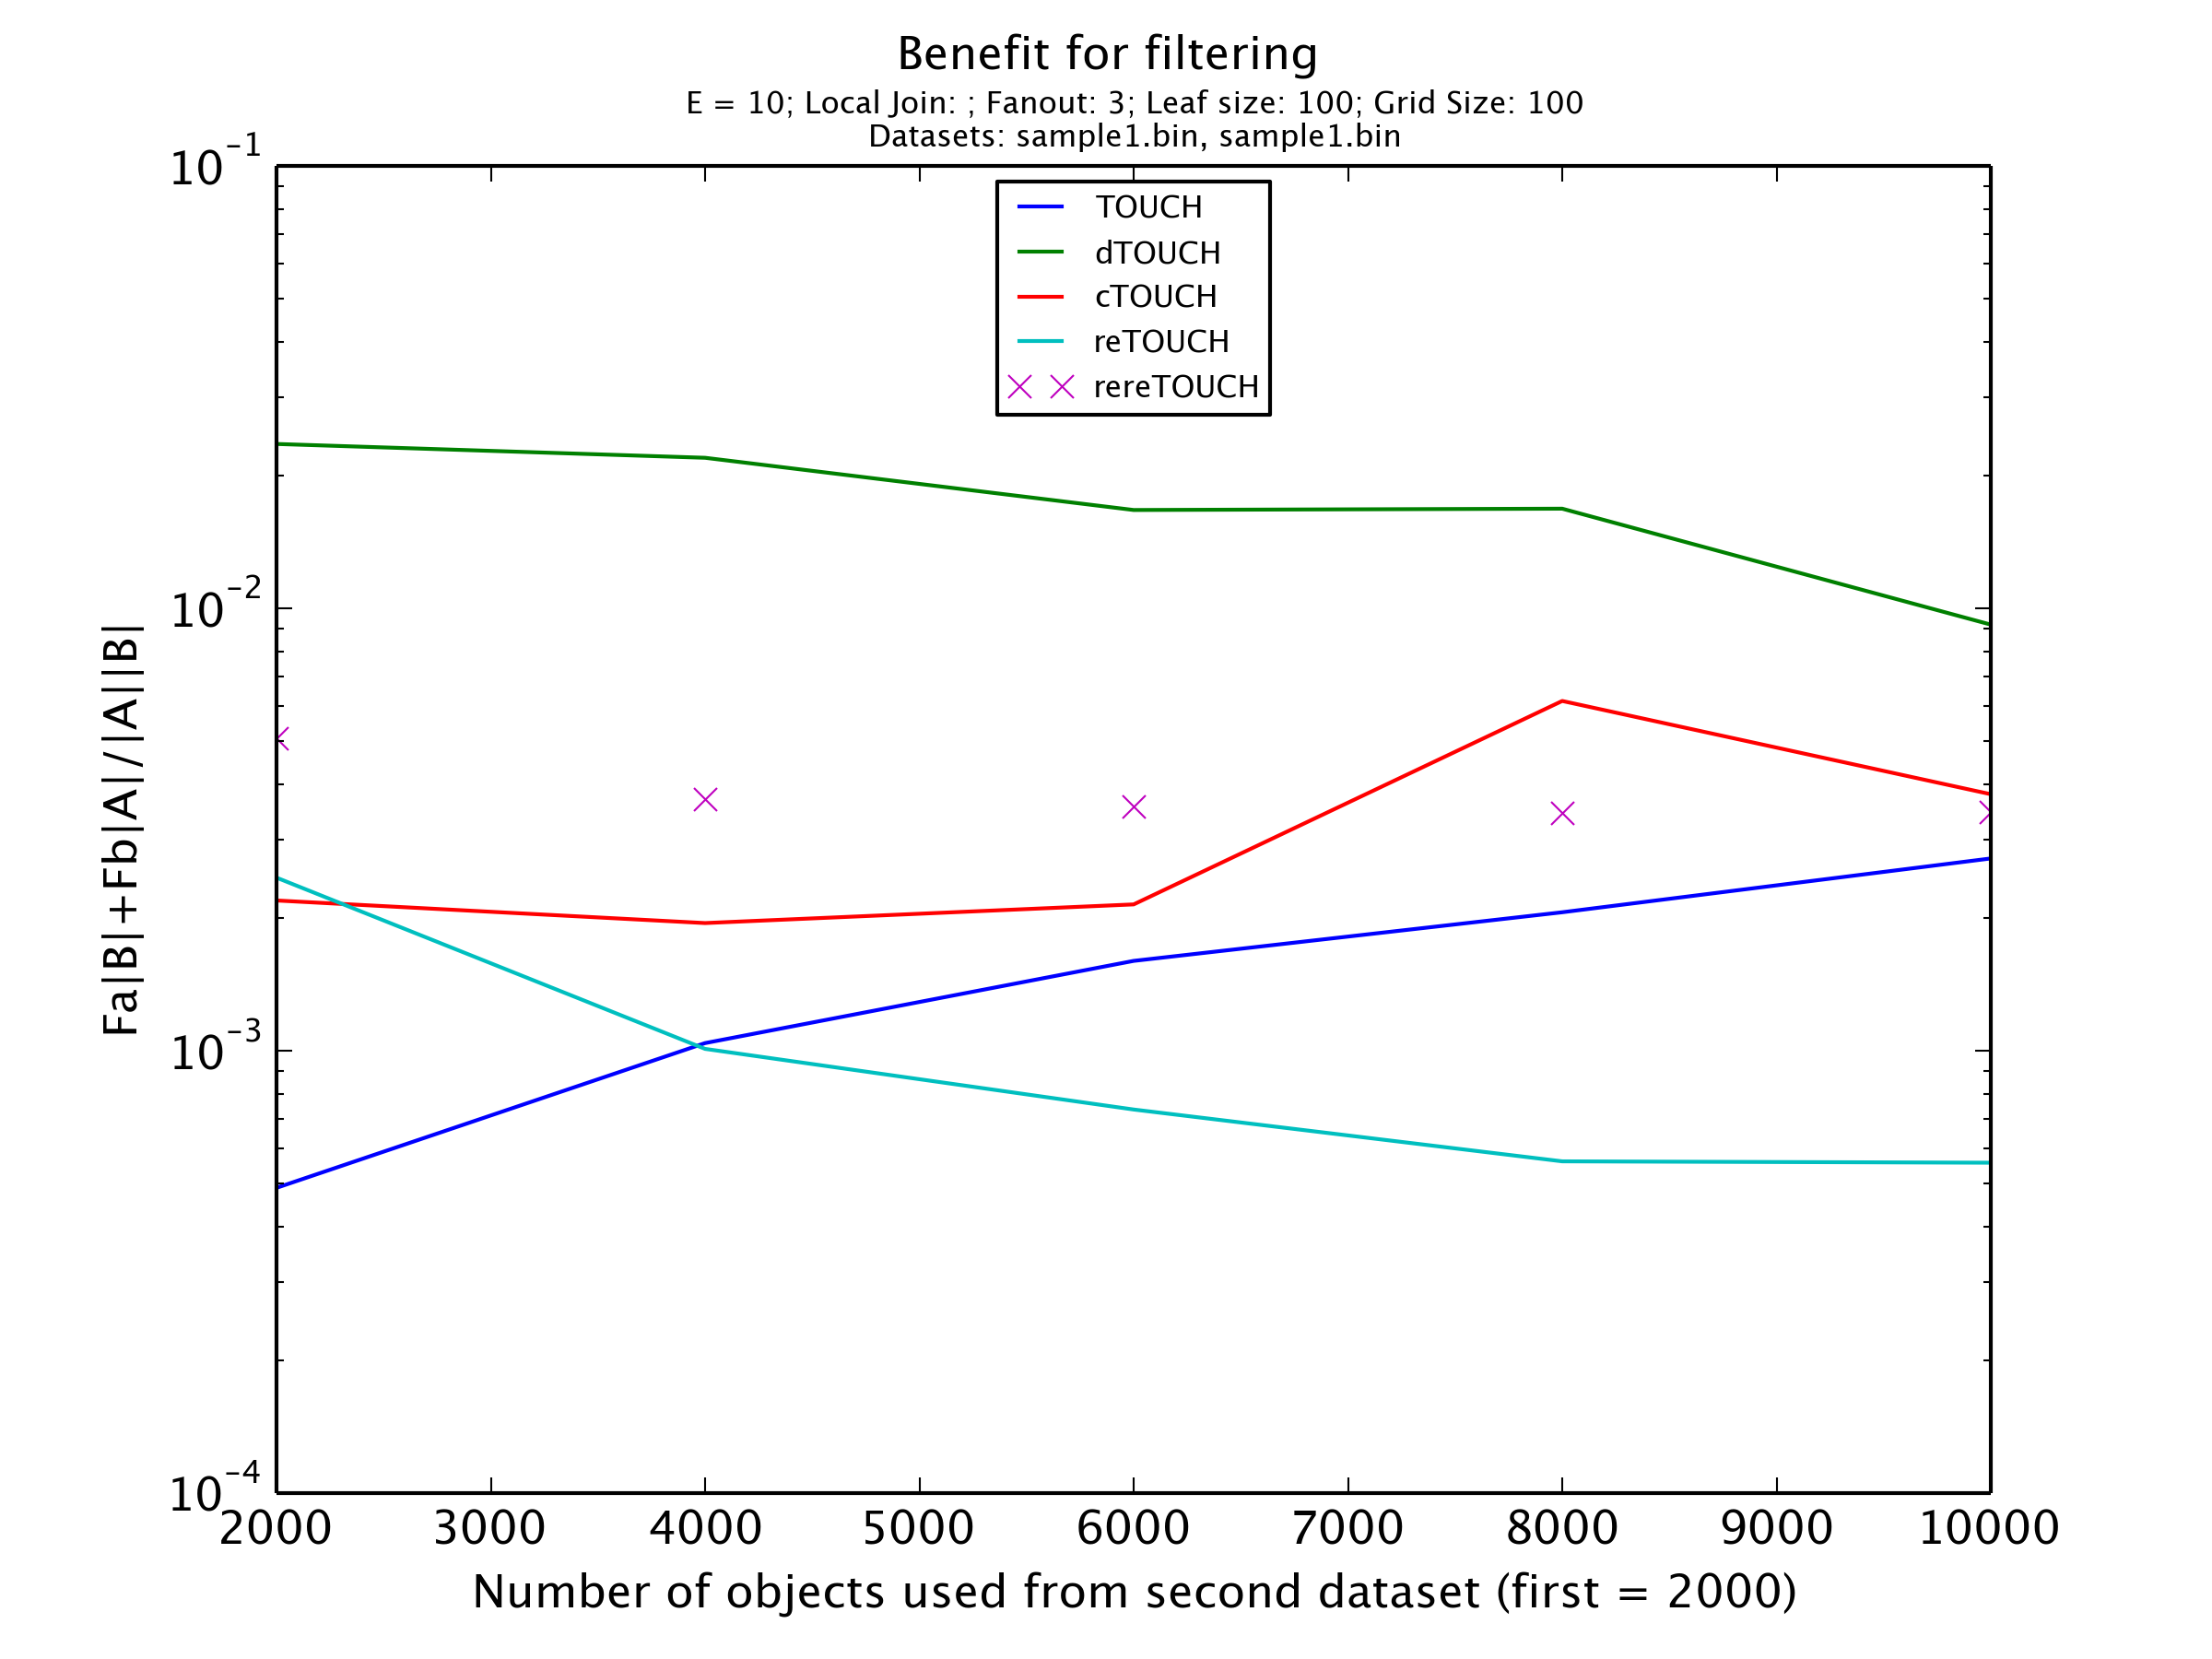 Benefit for filtering
E = 10; Local Join: ; Fanout: 3; Leaf size: 100; Grid Size: 100
Datasets: sample1.bin, sample1.bin
10⁻¹
TOUCH
dTOUCH
cTOUCH
reTOUCH
rereTOUCH
10⁻²
Fa|B|+Fb|A|/|A||B|
10⁻³
10⁻⁴
2000 3000 4000 5000 6000 7000 8000 9000 10000
Number of objects used from second dataset (first = 2000)